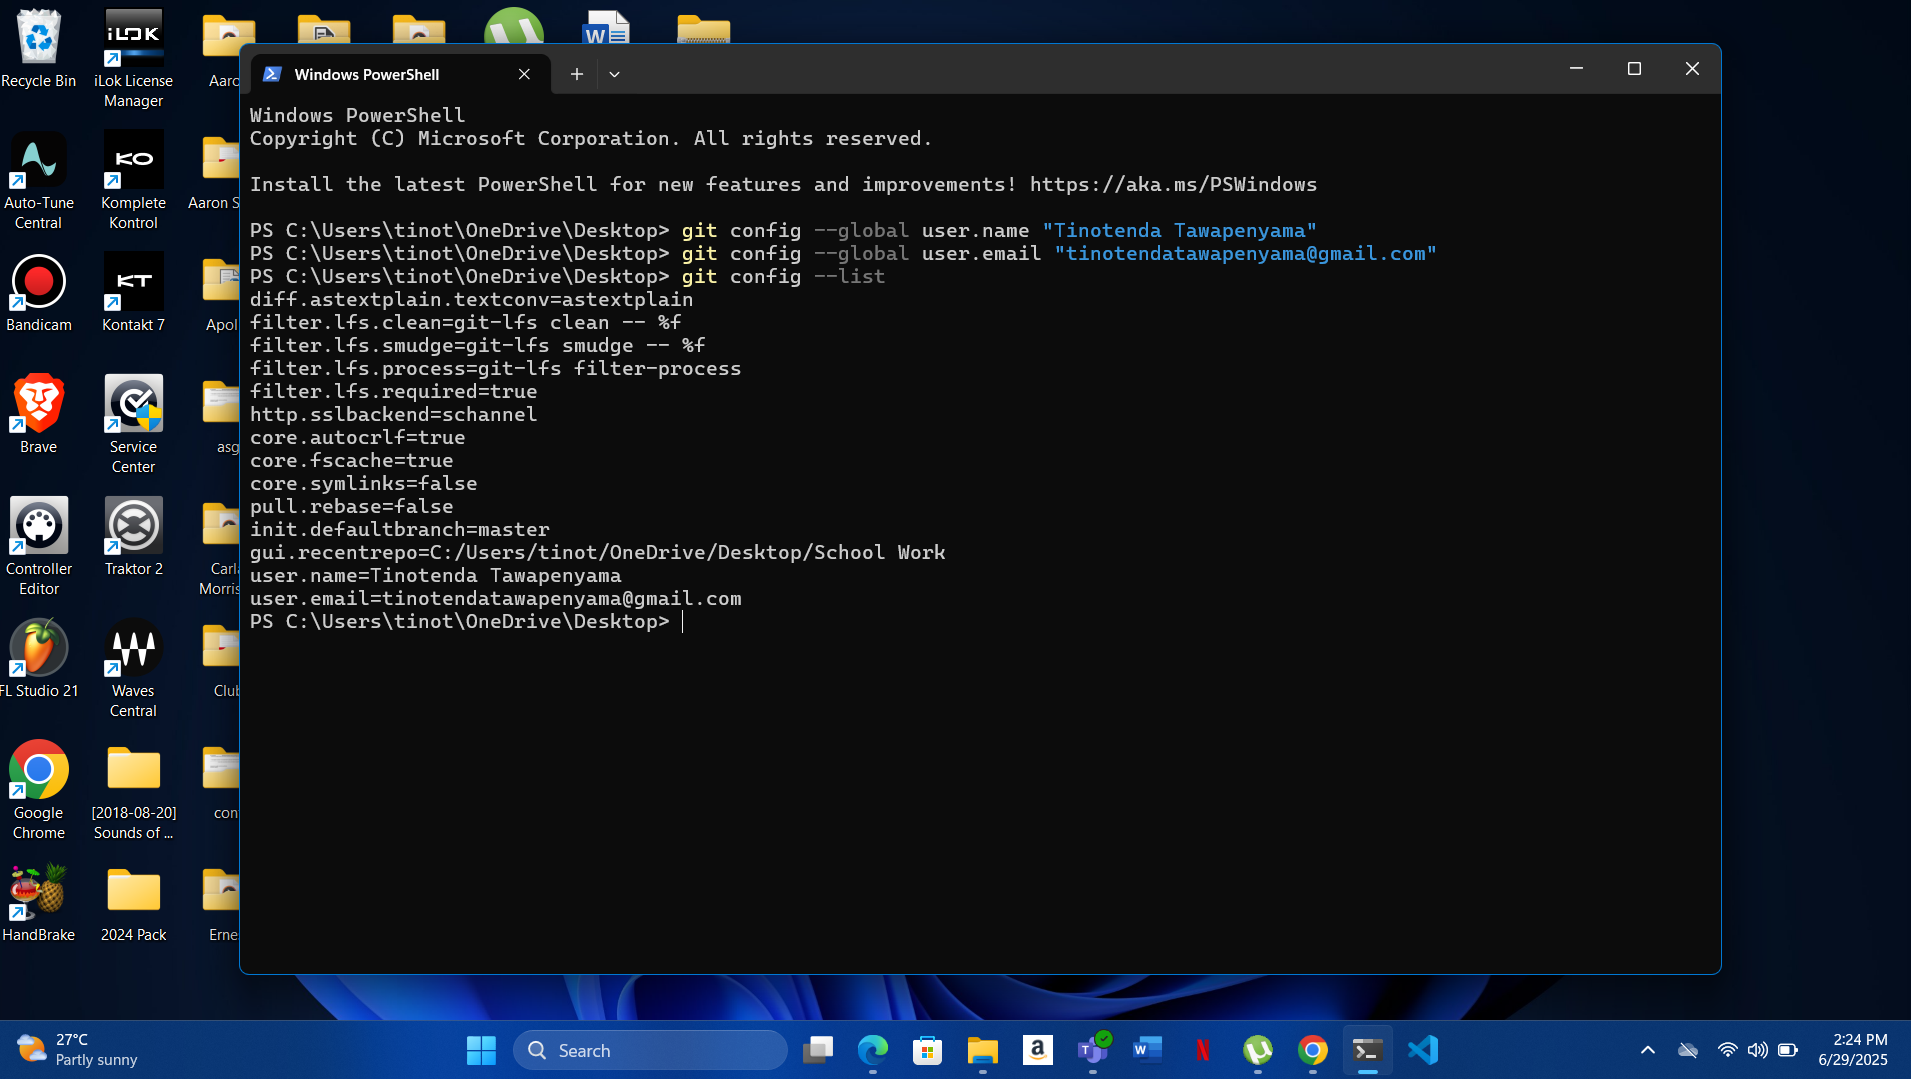 Recycle Bin
iLOK
iLok License
Manager
Aaro
W
Auto-Tune
Central
KO
Komplete
Kontrol
Aaron S
Bandicam
KT
Kontakt 7
Apol
Brave
Service
Center
asg
Controller
Editor
Traktor 2
Carl
Morris
FL Studio 21
Waves
Central
Club
Google
Chrome
[2018-08-20]
Sounds of ...
con
HandBrake
2024 Pack
Erne
Windows PowerShell
Windows PowerShell
Copyright (C) Microsoft Corporation. All rights reserved.
Install the latest PowerShell for new features and improvements! https://aka.ms/PSWindows
PS C:\Users\tinot\OneDrive\Desktop> git config --global user.name "Tinotenda Tawapenyama"
PS C:\Users\tinot\OneDrive\Desktop> git config --global user.email "tinotendatawapenyama@gmail.com"
PS C:\Users\tinot\OneDrive\Desktop> git config --list
diff.astextplain.textconv=astextplain
filter.lfs.clean=git-lfs clean -- %f
filter.lfs.smudge=git-lfs smudge -- %f
filter.lfs.process=git-lfs filter-process
filter.lfs.required=true
http.sslbackend=schannel
core.autocrlf=true
core.fscache=true
core.symlinks=false
pull.rebase=false
init.defaultbranch=master
gui.recentrepo=C:/Users/tinot/OneDrive/Desktop/School Work
user.name=Tinotenda Tawapenyama
user.email=tinotendatawapenyama@gmail.com
PS C:\Users\tinot\OneDrive\Desktop>
27°C
Partly sunny
Search
2:24 PM
6/29/2025